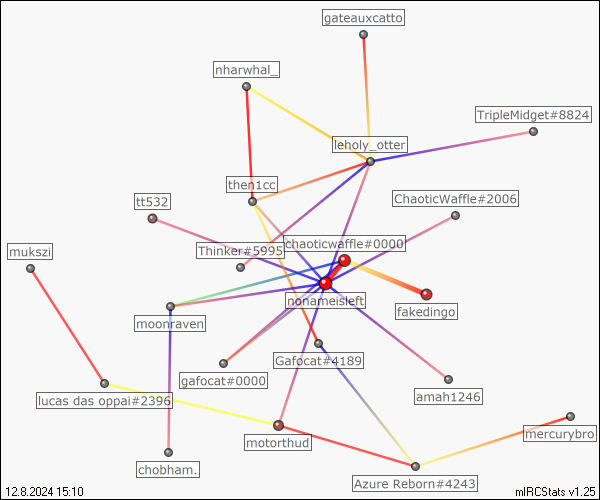 gateauxcatto
nharwhal_
TripleMidget#8824
leholy_otter
then1cc
ChaoticWaffle#2006
tt532
chaoticwaffle#0000
Thinker#5995
mukszi
nonameisleft
fakedingo
moonraven
Gafocat#4189
gafocat#0000
amah1246
lucas das oppai#2396
mercurybro
motorthud
chobham.
Azure Reborn#4243
12.8.2024 15:10
mIRCStats v1.25